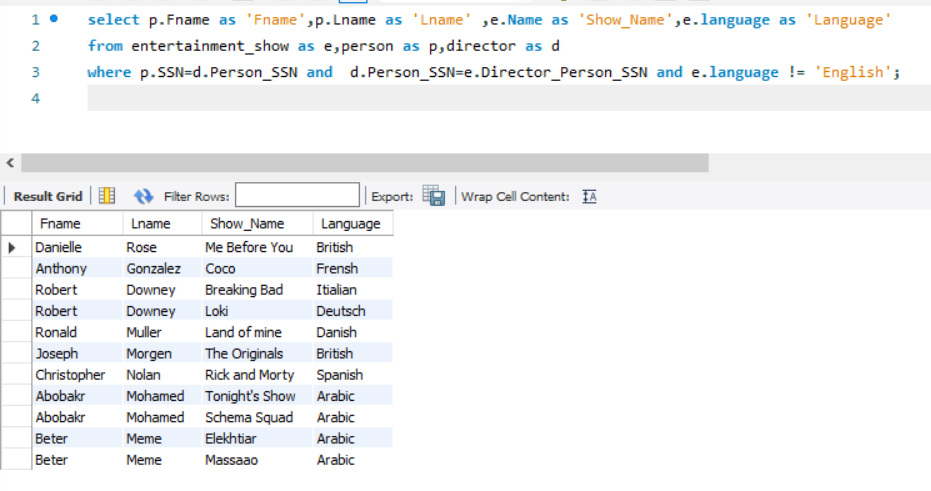 1 select p.Fname as 'Fname',p.Lname as 'Lname' ,e.Name as 'Show_Name',e.language as 'Language'
2 from entertainment_show as e,person as p,director as d
3 where p.SSN=d.Person_SSN and  d.Person_SSN=e.Director_Person_SSN and e.language != 'English';
4
Result Grid Filter Rows: Export: Wrap Cell Content: IA
Fname Lname Show_Name Language
Danielle Rose Me Before You British
Anthony Gonzalez Coco Frensh
Robert Downey Breaking Bad Itialian
Robert Downey Loki Deutsch
Ronald Muller Land of mine Danish
Joseph Morgen The Originals British
Christopher Nolan Rick and Morty Spanish
Abobakr Mohamed Tonight's Show Arabic
Abobakr Mohamed Schema Squad Arabic
Beter Meme Elekhtiar Arabic
Beter Meme Massaao Arabic